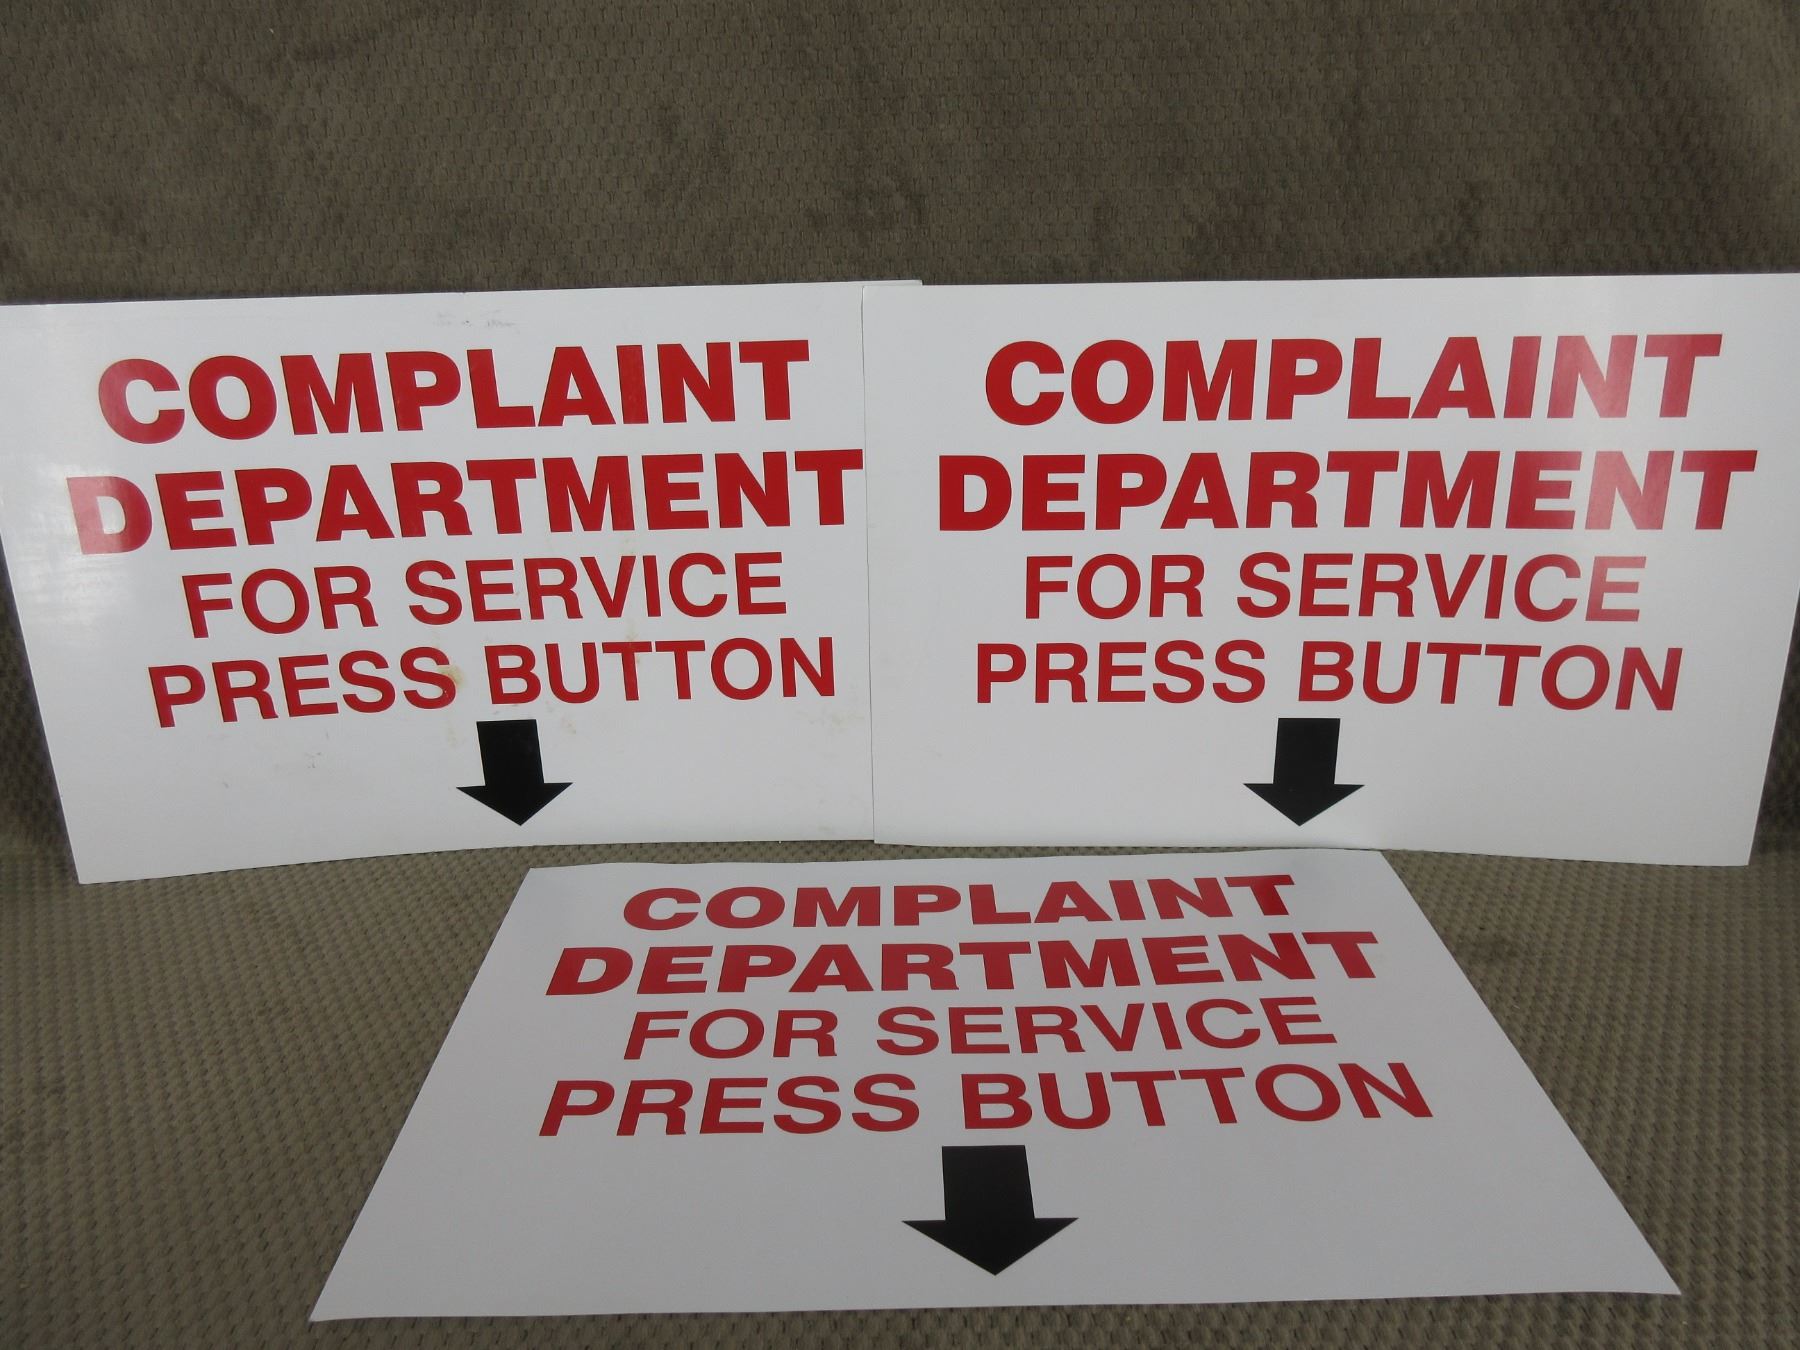 COMPLAINT
DEPARTMENT
FOR SERVICE
PRESS BUTTON
COMPLAINT
DEPARTMENT
FOR SERVICE
PRESS BUTTON
COMPLAINT
DEPARTMENT
FOR SERVICE
PRESS BUTTON